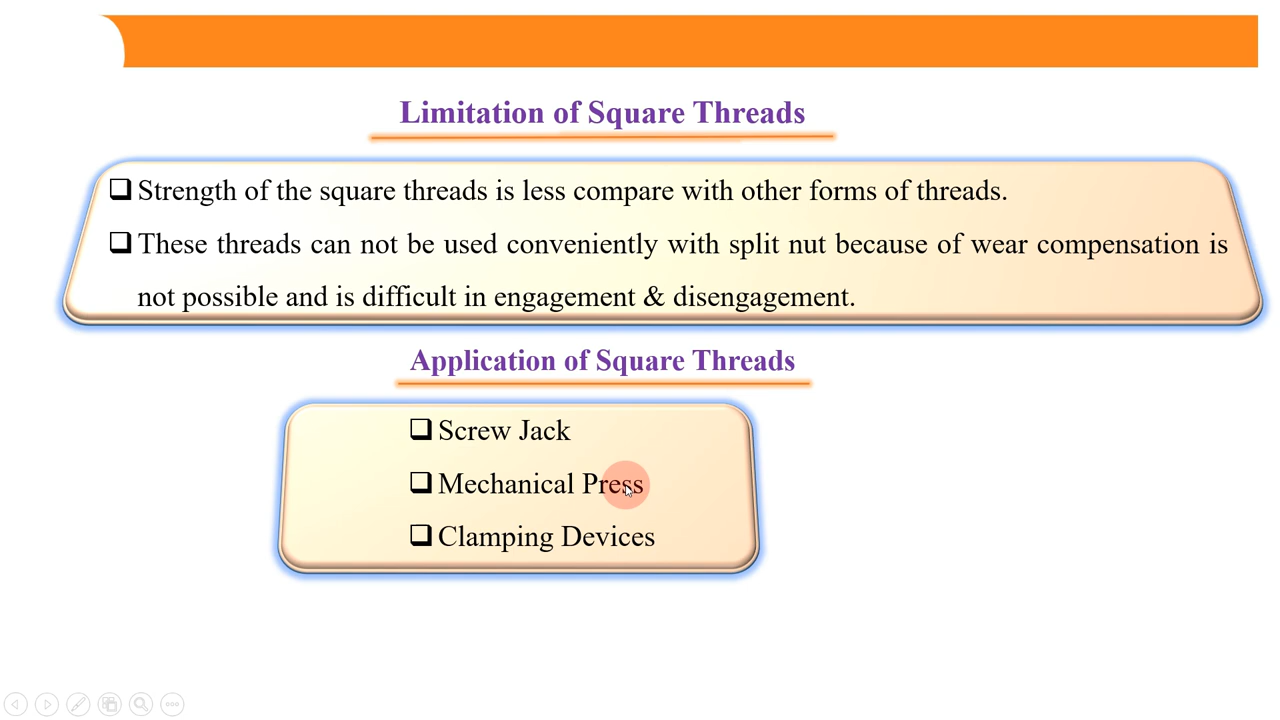 Limitation of Square Threads
❑ Strength of the square threads is less compare with other forms of threads.
❑ These threads can not be used conveniently with split nut because of wear compensation is
not possible and is difficult in engagement & disengagement.
Application of Square Threads
❑ Screw Jack
❑ Mechanical Press
❑ Clamping Devices